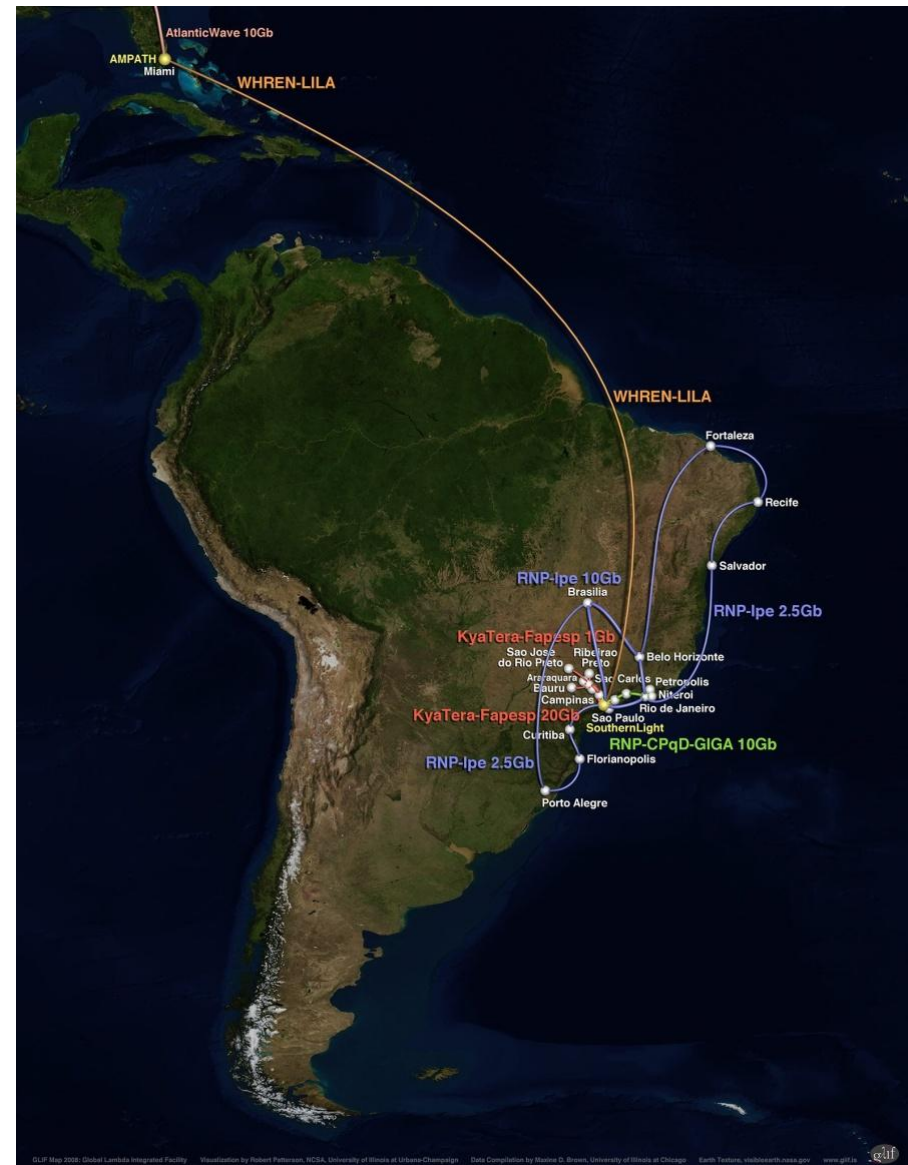 AtlanticWave 10Gb
AMPATH
Miami
WHREN-LILA
WHREN-LILA
Fortaleza
Recife
Salvador
RNP-Ipe 10Gb
Brasilia
RNP-Ipe 2.5Gb
KyaTera-Fapesp 1Gb
Sao Jose
do Rio Preto
Ribeirao
Preto
Belo Horizonte
Araraquara
Sao Carlos
Petropolis
Bauru
Niteroi
Campinas
Rio de Janeiro
KyaTera-Fapesp 20Gb
Sao Paulo
SouthernLight
Curitiba
RNP-CPqD-GIGA 10Gb
RNP-Ipe 2.5Gb
Florianopolis
Porto Alegre
GLIF Map 2008: Global Lambda Integrated Facility Visualization by Robert Patterson, NCSA, University of Illinois at Urbana-Champaign Data Compilation by Maxine D. Brown, University of Illinois at Chicago Earth Texture, visibleearth.nasa.gov www.glif.is
glif